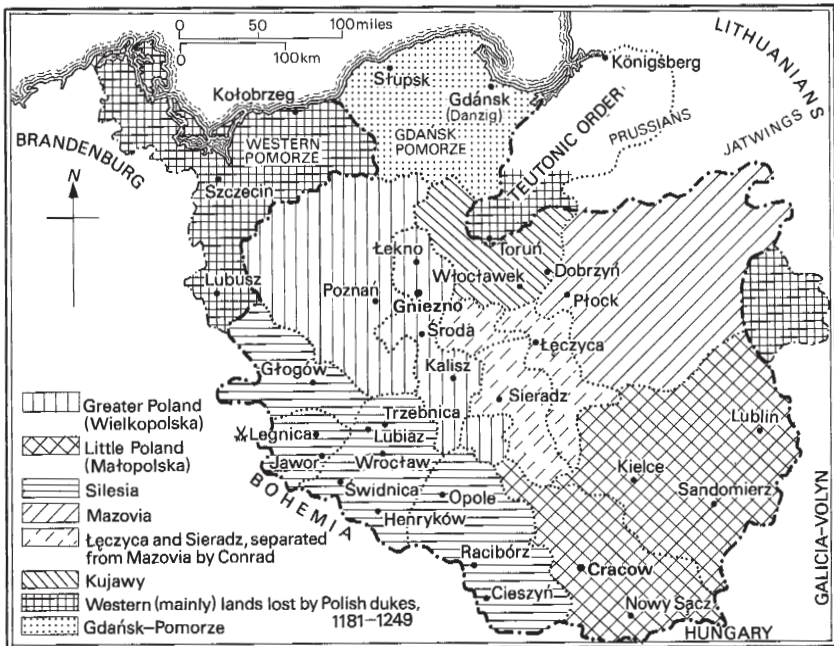 0 50 100 miles
0 100 km
LITHUANIANS
Königsberg
Słupsk
Kołobrzeg
Gdánsk
(Danzig)
BRANDENBURG
WESTERN
POMORZE
GDAŃSK
POMORZE
TEUTONIC ORDER
PRUSSIANS
JATWINGS
N
Szczecin
Łekno
Toruń
Włocławek
Dobrzyń
Lubusz
Poznań
Gniezno
Płock
Środa
Łęczyca
Kalisz
Głogów
Sieradz
Trzebnica
Lublin
Legnica
Lubiaz
Jawor
Wrocław
Kielce
BOHEMIA
Świdnica
Opole
Sandomierz
Henryków
Racibórz
Cracow
Cieszyń
Nowy Sącz
GALICIA–VOLYN
HUNGARY
Greater Poland
(Wielkopolska)
Little Poland
(Małopolska)
Silesia
Mazovia
Łęczyca and Sieradz, separated
from Mazovia by Conrad
Kujawy
Western (mainly) lands lost by Polish dukes,
1181–1249
Gdańsk–Pomorze